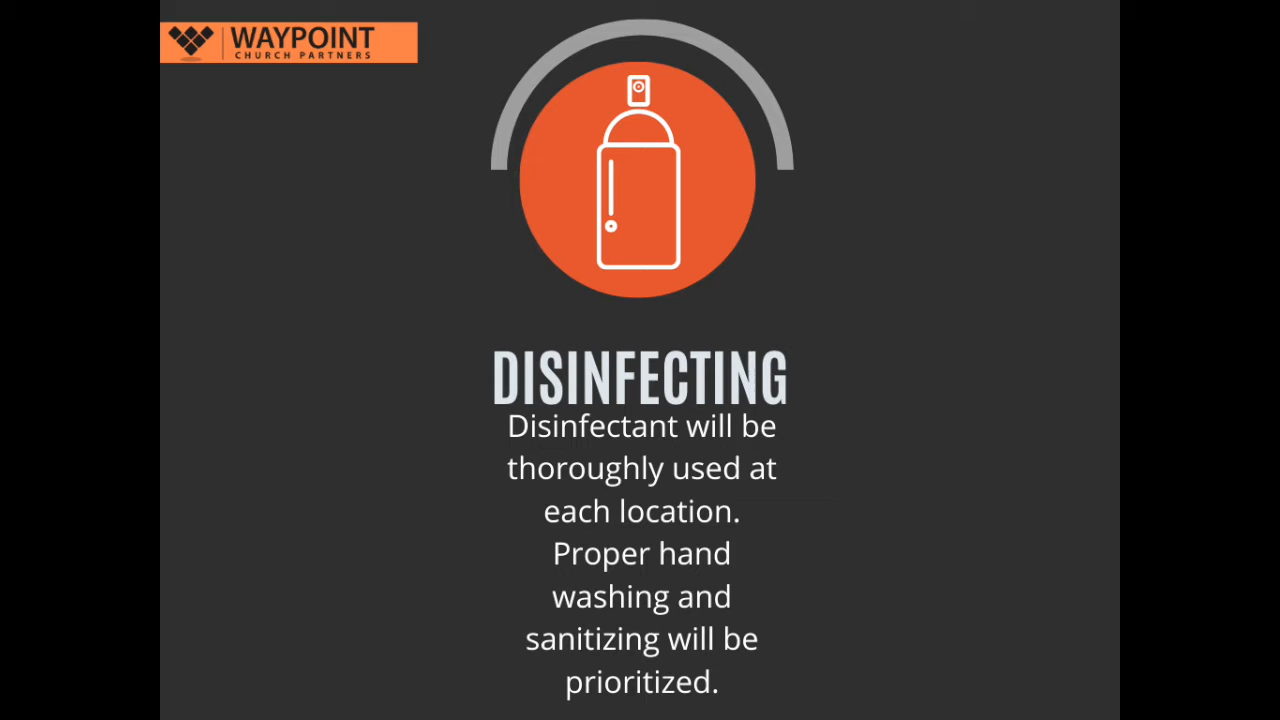 WAYPOINT
CHURCH PARTNERS
DISINFECTING
Disinfectant will be
thoroughly used at
each location.
Proper hand
washing and
sanitizing will be
prioritized.